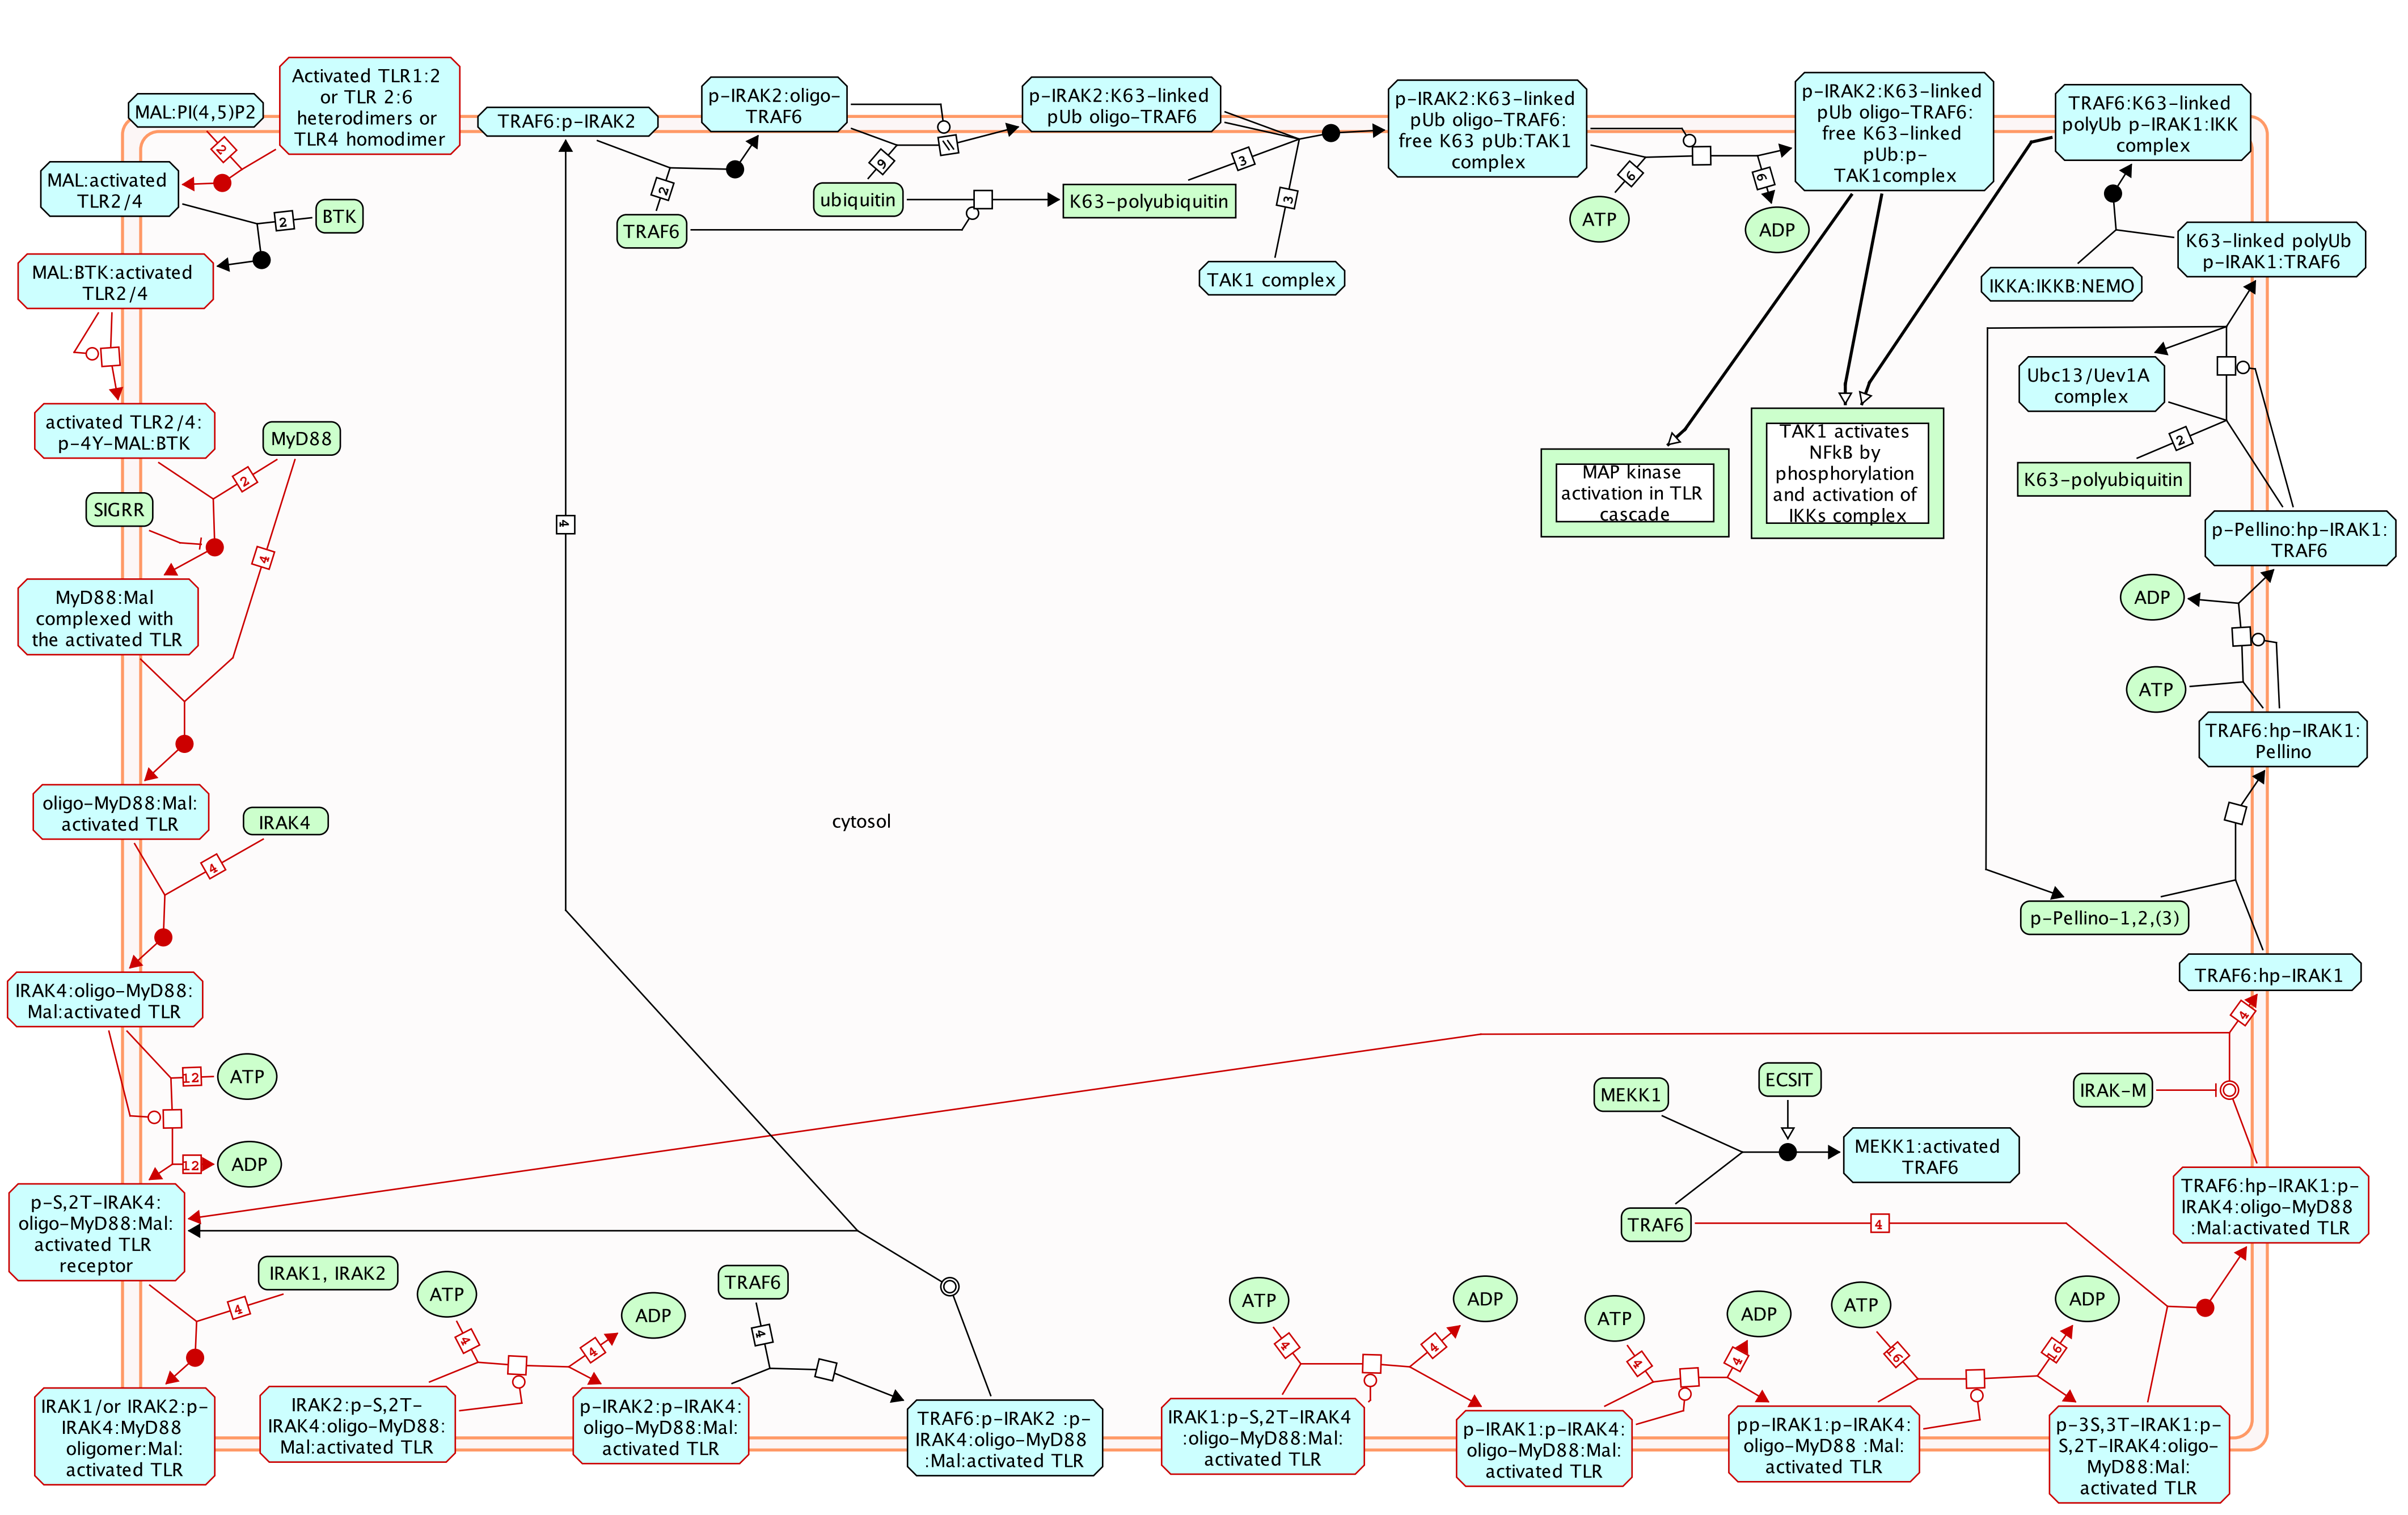 MAL:PI(4,5)P2
Activated TLR1:2
or TLR 2:6
heterodimers or
TLR4 homodimer
2
MAL:activated
TLR2/4
2
BTK
MAL:BTK:activated
TLR2/4
activated TLR2/4:
p-4Y-MAL:BTK
MyD88
2
SIGRR
4
MyD88:Mal
complexed with
the activated TLR
oligo-MyD88:Mal:
activated TLR
IRAK4
4
IRAK4:oligo-MyD88:
Mal:activated TLR
12
ATP
12
ADP
p-S,2T-IRAK4:
oligo-MyD88:Mal:
activated TLR
receptor
IRAK1, IRAK2
4
IRAK1/or IRAK2:p-
IRAK4:MyD88
oligomer:Mal:
activated TLR
TRAF6:p-IRAK2
4
2
TRAF6
p-IRAK2:oligo-
TRAF6
6
ubiquitin
p-IRAK2:K63-linked
pUb oligo-TRAF6
K63-polyubiquitin
3
3
TAK1 complex
p-IRAK2:K63-linked
pUb oligo-TRAF6:
free K63 pUb:TAK1
complex
6
ATP
6
ADP
p-IRAK2:K63-linked
pUb oligo-TRAF6:
free K63-linked
pUb:p-
TAK1complex
TRAF6:K63-linked
polyUb p-IRAK1:IKK
complex
K63-linked polyUb
p-IRAK1:TRAF6
IKKA:IKKB:NEMO
Ubc13/Uev1A
complex
2
K63-polyubiquitin
MAP kinase
activation in TLR
cascade
TAK1 activates
NFkB by
phosphorylation
and activation of
IKKs complex
p-Pellino:hp-IRAK1:
TRAF6
ADP
ATP
TRAF6:hp-IRAK1:
Pellino
cytosol
p-Pellino-1,2,(3)
TRAF6:hp-IRAK1
4
IRAK-M
MEKK1
ECSIT
MEKK1:activated
TRAF6
TRAF6
4
TRAF6:hp-IRAK1:p-
IRAK4:oligo-MyD88
:Mal:activated TLR
ATP
4
4
ADP
IRAK2:p-S,2T-
IRAK4:oligo-MyD88:
Mal:activated TLR
p-IRAK2:p-IRAK4:
oligo-MyD88:Mal:
activated TLR
TRAF6
4
TRAF6:p-IRAK2 :p-
IRAK4:oligo-MyD88
:Mal:activated TLR
ATP
4
4
ADP
IRAK1:p-S,2T-IRAK4
:oligo-MyD88:Mal:
activated TLR
ATP
4
4
ADP
p-IRAK1:p-IRAK4:
oligo-MyD88:Mal:
activated TLR
ATP
16
16
ADP
pp-IRAK1:p-IRAK4:
oligo-MyD88 :Mal:
activated TLR
p-3S,3T-IRAK1:p-
S,2T-IRAK4:oligo-
MyD88:Mal:
activated TLR